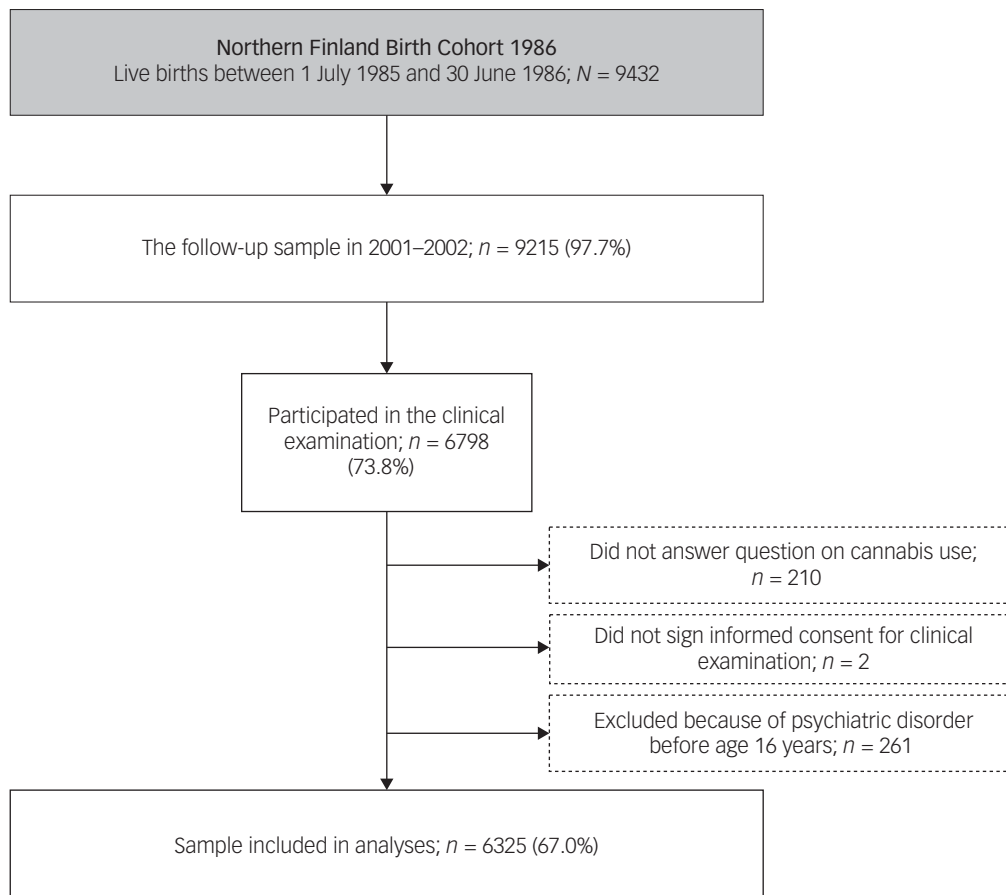 Northern Finland Birth Cohort 1986
Live births between 1 July 1985 and 30 June 1986; N = 9432
The follow-up sample in 2001–2002; n = 9215 (97.7%)
Participated in the clinical
examination; n = 6798
(73.8%)
Did not answer question on cannabis use;
n = 210
Did not sign informed consent for clinical
examination; n = 2
Excluded because of psychiatric disorder
before age 16 years; n = 261
Sample included in analyses; n = 6325 (67.0%)